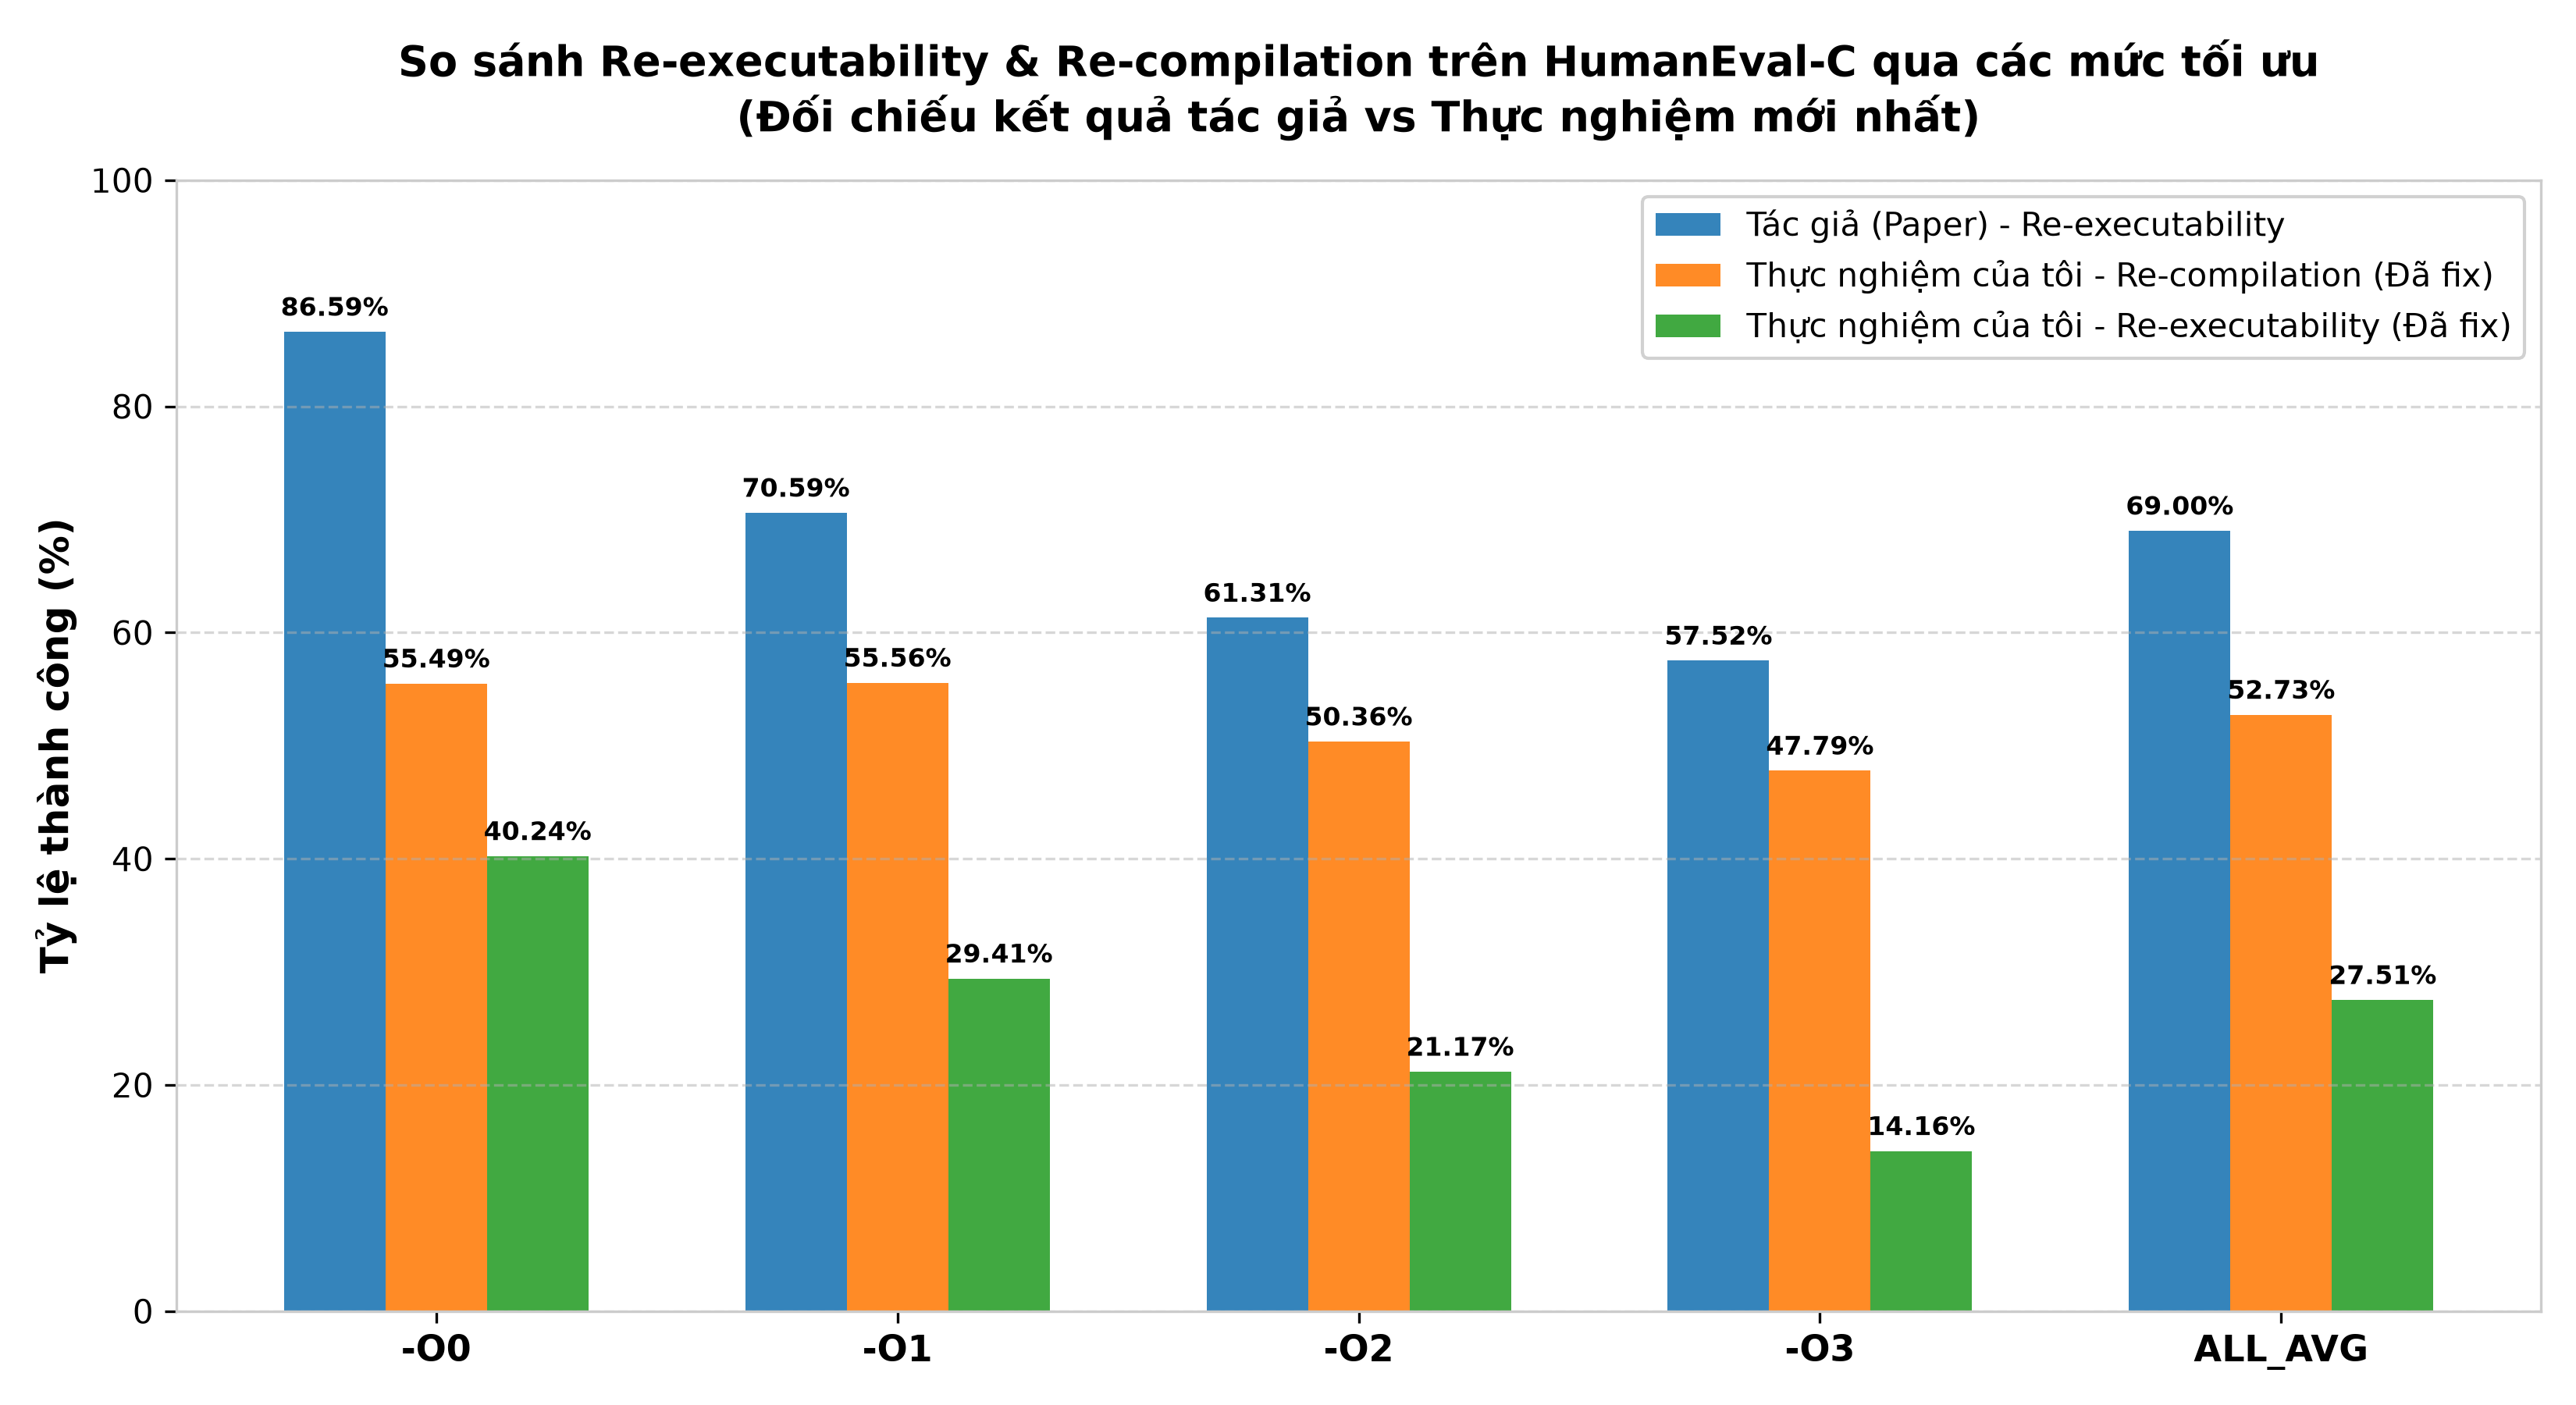 So sánh Re-executability & Re-compilation trên HumanEval-C qua các mức tối ưu
(Đối chiếu kết quả tác giả vs Thực nghiệm mới nhất)
Tỷ lệ thành công (%)
100
80
60
40
20
0
Tác giả (Paper) - Re-executability
Thực nghiệm của tôi - Re-compilation (Đã fix)
Thực nghiệm của tôi - Re-executability (Đã fix)
86.59%
55.49%
40.24%
70.59%
55.56%
29.41%
61.31%
50.36%
21.17%
57.52%
47.79%
14.16%
69.00%
52.73%
27.51%
-O0
-O1
-O2
-O3
ALL_AVG